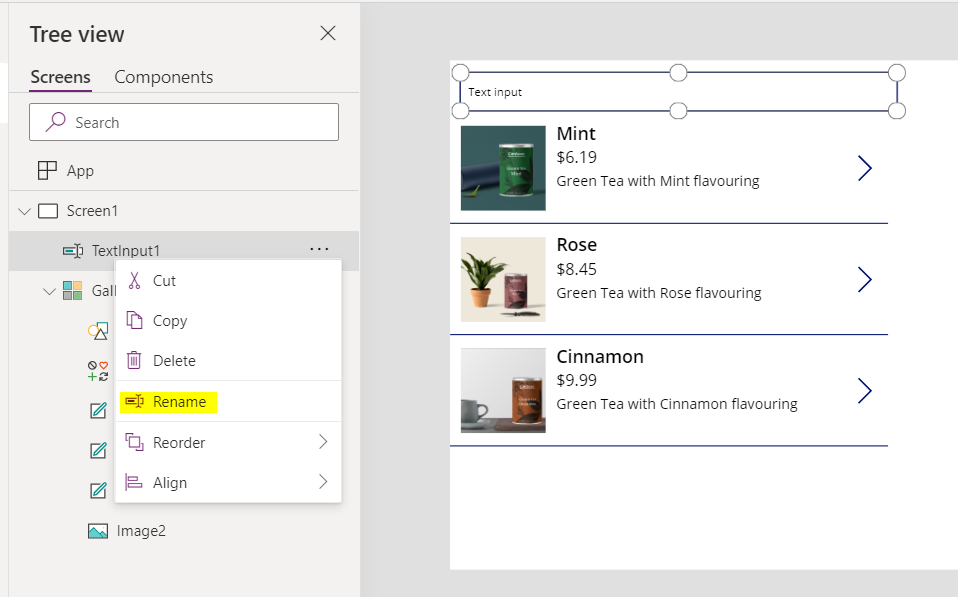 Tree view
Screens
Components
Search
App
Screen1
TextInput1
Gall
Cut
Copy
Delete
Rename
Reorder
Align
Image2
Text input
Mint
$6.19
Green Tea with Mint flavouring
Rose
$8.45
Green Tea with Rose flavouring
Cinnamon
$9.99
Green Tea with Cinnamon flavouring